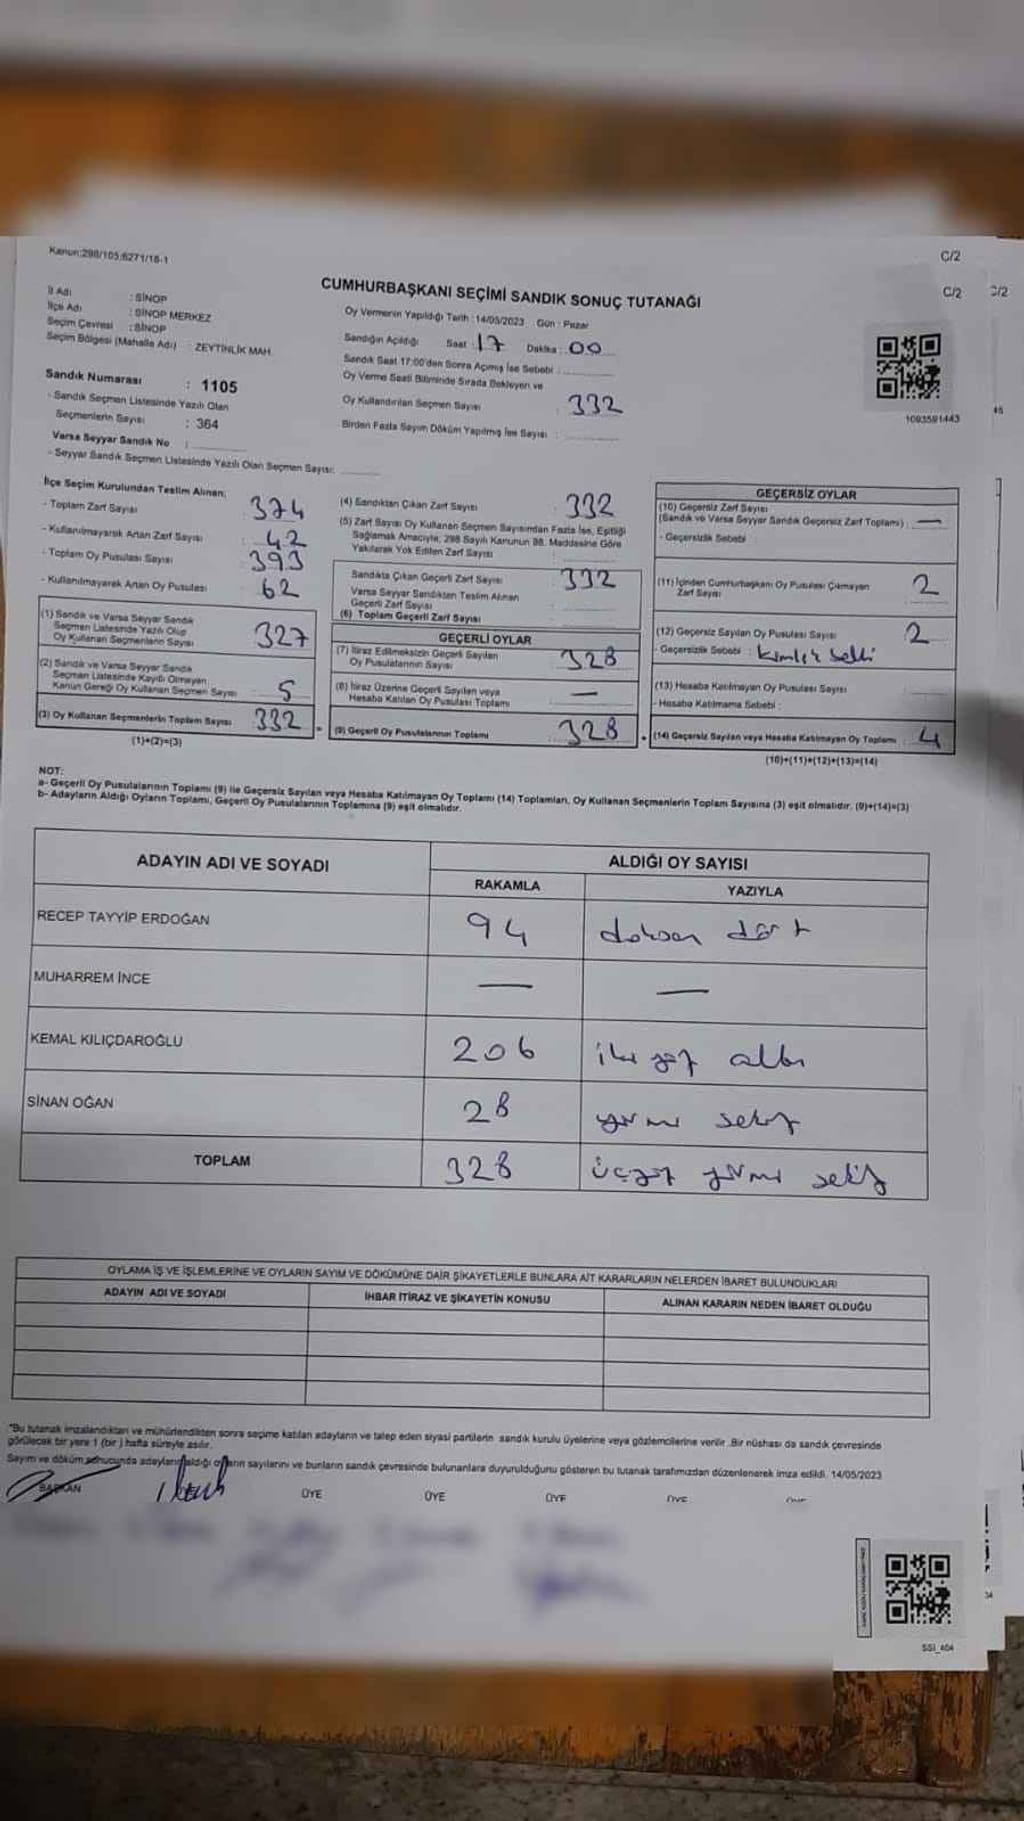 Kanun:298/105;6271/18-1
C/2
C/2
C/2
CUMHURBAŞKANI SEÇİMİ SANDIK SONUÇ TUTANAĞI
İl Adı : SİNOP
İlçe Adı : SİNOP MERKEZ
Seçim Çevresi : SİNOP
Seçim Bölgesi (Mahalle Adı) : ZEYTİNLİK MAH.
Oy Vermenin Yapıldığı Tarih : 14/05/2023 Gün : Pazar
Sandığın Açıldığı Saat : 17 Dakika : 00
Sandık Saat 17:00'den Sonra Açımış İse Sebebi :
Oy Verme Saati Bitiminde Sırada Bekleyen ve
Oy Kullandırılan Seçmen Sayısı : 332
Birden Fazla Sayım Döküm Yapılmış İse Sayısı :
1093591443
45
Sandık Numarası : 1105
- Sandık Seçmen Listesinde Yazılı Olan
Seçmenlerin Sayısı : 364
Varsa Seyyar Sandık No :
- Seyyar Sandık Seçmen Listesinde Yazılı Olan Seçmen Sayısı:
İlçe Seçim Kurulundan Teslim Alınan;
- Toplam Zarf Sayısı : 374
- Kullanılmayarak Artan Zarf Sayısı : 42
- Toplam Oy Pusulası Sayısı : 393
- Kullanılmayarak Artan Oy Pusulası : 62
(1) Sandık ve Varsa Seyyar Sandık
Seçmen Listesinde Yazılı Olup
Oy Kullanan Seçmenlerin Sayısı 327
(2) Sandık ve Varsa Seyyar Sandık
Seçmen Listesinde Kayıtlı Olmayan
Kanun Gereği Oy Kullanan Seçmen Sayısı 5
(3) Oy Kullanan Seçmenlerin Toplam Sayısı 332
(1)+(2)=(3)
(4) Sandıktan Çıkan Zarf Sayısı : 332
(5) Zarf Sayısı Oy Kullanan Seçmen Sayısından Fazla İse, Eşitliği
Sağlamak Amacıyla; 298 Sayılı Kanunun 98. Maddesine Göre
Yakılarak Yok Edilen Zarf Sayısı
Sandıkta Çıkan Geçerli Zarf Sayısı 332
Varsa Seyyar Sandıkten Teslim Alınan
Geçerli Zarf Sayısı
(6) Toplam Geçerli Zarf Sayısı
GEÇERLİ OYLAR
(7) İtiraz Edilmeksizin Geçerli Sayılan
Oy Pusulalarının Sayısı 328
(8) İtiraz Üzerine Geçerli Sayılan veya
Hesaba Katılan Oy Pusulası Toplamı —
(9) Geçerli Oy Pusulalarının Toplamı 328
GEÇERSİZ OYLAR
(10) Geçersiz Zarf Sayısı
(Sandık ve Varsa Seyyar Sandık Geçersiz Zarf Toplamı) : —
- Geçersizlik Sebebi :
(11) İçinden Cumhurbaşkanı Oy Pusulası Çıkmayan
Zarf Sayısı 2
(12) Geçersiz Sayılan Oy Pusulası Sayısı 2
- Geçersizlik Sebebi : kimliği belli
(13) Hesaba Katılmayan Oy Pusulası Sayısı
- Hesaba Katılmama Sebebi :
(14) Geçersiz Sayılan veya Hesaba Katılmayan Oy Toplamı 4
(10)+(11)+(12)+(13)=(14)
NOT:
a- Geçerli Oy Pusulalarının Toplamı (9) ile Geçersiz Sayılan veya Hesaba Katılmayan Oy Toplamı (14) Toplamları, Oy Kullanan Seçmenlerin Toplam Sayısına (3) eşit olmalıdır. (9)+(14)=(3)
b- Adayların Aldığı Oyların Toplamı, Geçerli Oy Pusulalarının Toplamına (9) eşit olmalıdır.
ADAYIN ADI VE SOYADI
ALDIĞI OY SAYISI
RAKAMLA YAZIYLA
RECEP TAYYİP ERDOĞAN 94 doksan dört
MUHARREM İNCE — —
KEMAL KILIÇDAROĞLU 206 iki yüz altı
SİNAN OĞAN 28 yirmi sekiz
TOPLAM 328 üçyüz yirmi sekiz
OYLAMA İŞ VE İŞLEMLERİNE VE OYLARIN SAYIM VE DÖKÜMÜNE DAİR ŞİKAYETLERLE BUNLARA AİT KARARLARIN NELERDEN İBARET BULUNDUKLARI
ADAYIN ADI VE SOYADI İHBAR İTİRAZ VE ŞİKAYETİN KONUSU ALINAN KARARIN NEDEN İBARET OLDUĞU
"Bu tutanak imzalandıktan ve mühürlendikten sonra seçime katılan adayların ve talep eden siyasi partilerin sandık kurulu üyelerine veya gözlemcilerine verilir .Bir nüshası da sandık çevresinde
görülecek bir yere 1 (bir ) hafta süreyle asılır.
Sayım ve döküm sonucunda adayların aldığı oyların sayılarını ve bunların sandık çevresinde bulunanlara duyurulduğunu gösteren bu tutanak tarafımızdan düzenlenerek imza edildi. 14/05/2023
BAŞKAN ÜYE ÜYE ÜYE ÜYE ÜYE
SSİ_404